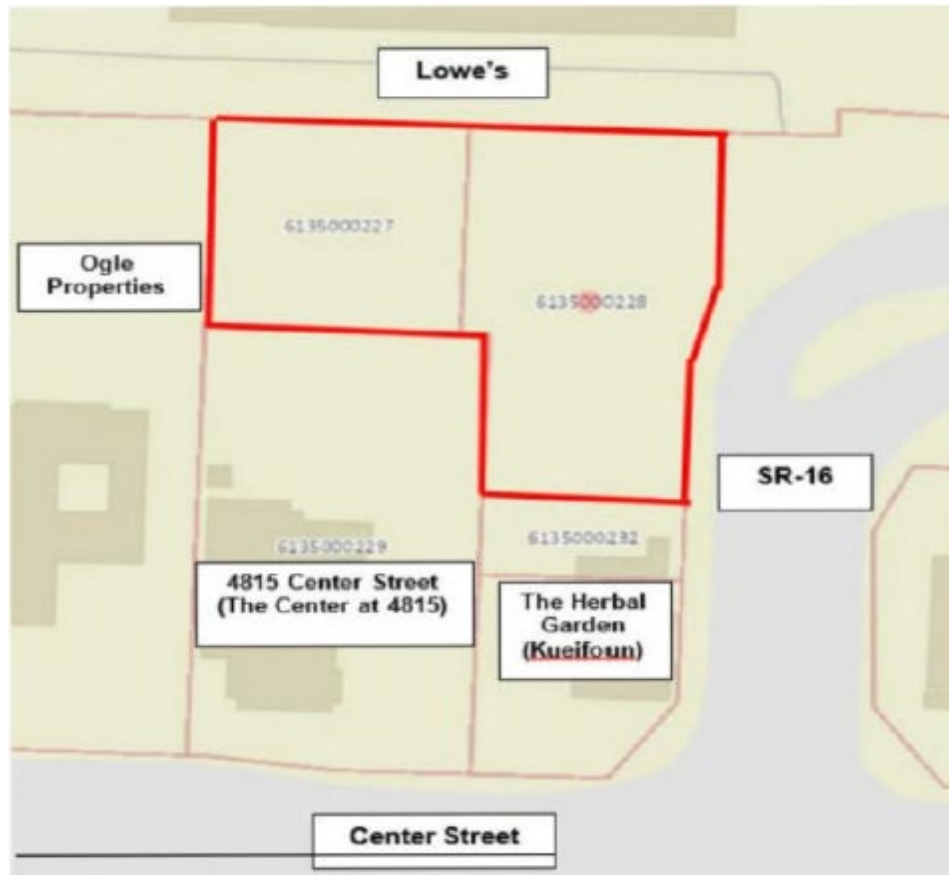 Lowe's
6135000227
Ogle
Properties
6135000228
SR-16
6135000229
6135000232
4815 Center Street
(The Center at 4815)
The Herbal
Garden
(Kueifoun)
Center Street